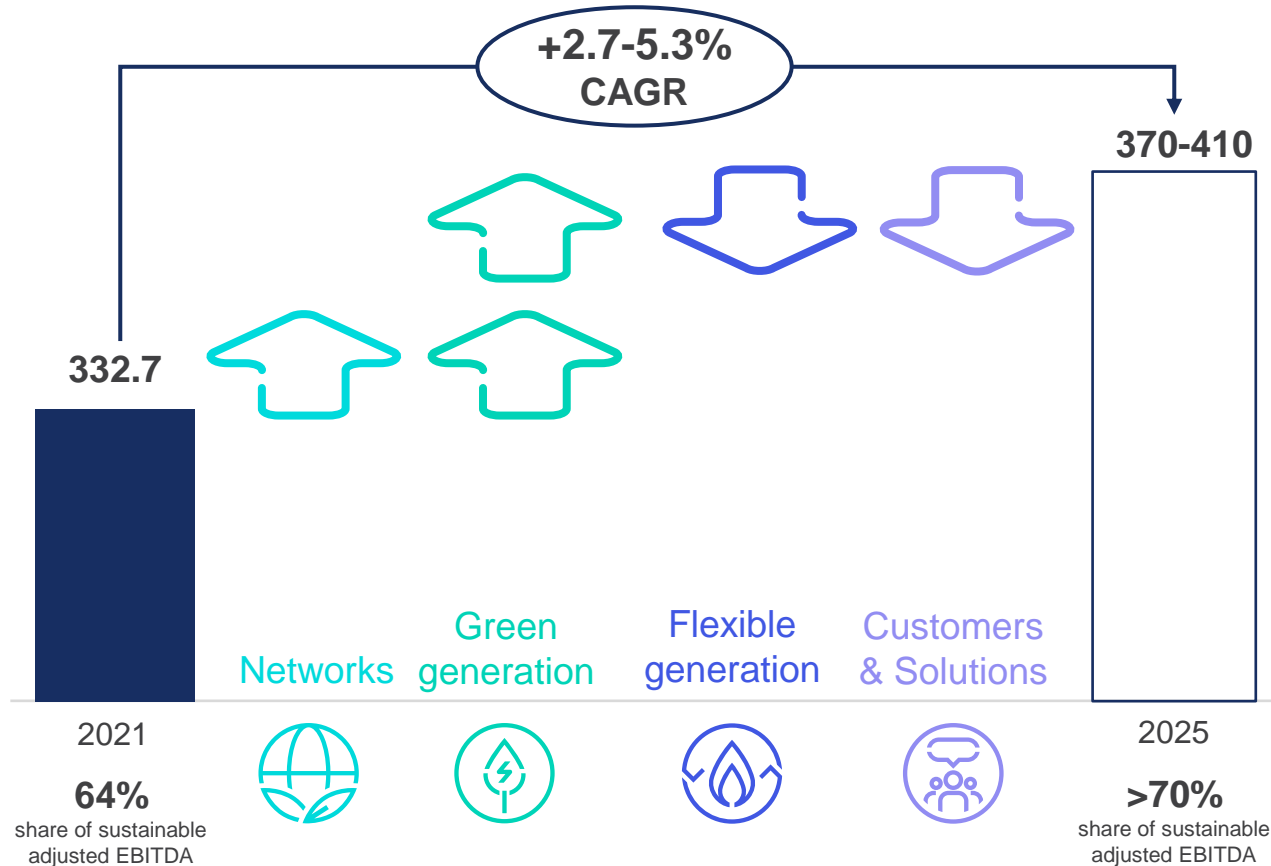 +2.7-5.3%
CAGR
370-410
332.7
Networks
Green
generation
Flexible
generation
Customers
& Solutions
2021
64%
share of sustainable
adjusted EBITDA
2025
>70%
share of sustainable
adjusted EBITDA